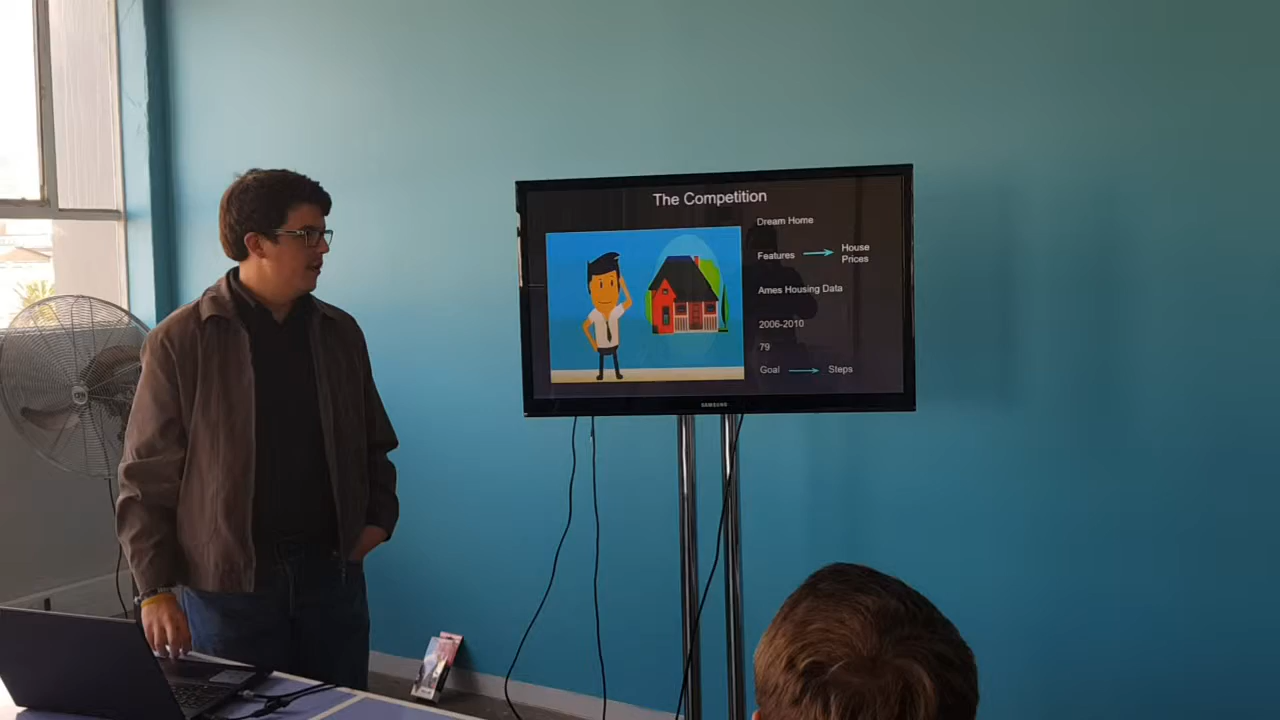 The Competition
Dream Home
Features
House
Prices
Ames Housing Data
2006-2010
79
Goal
Steps
SAMSUNG